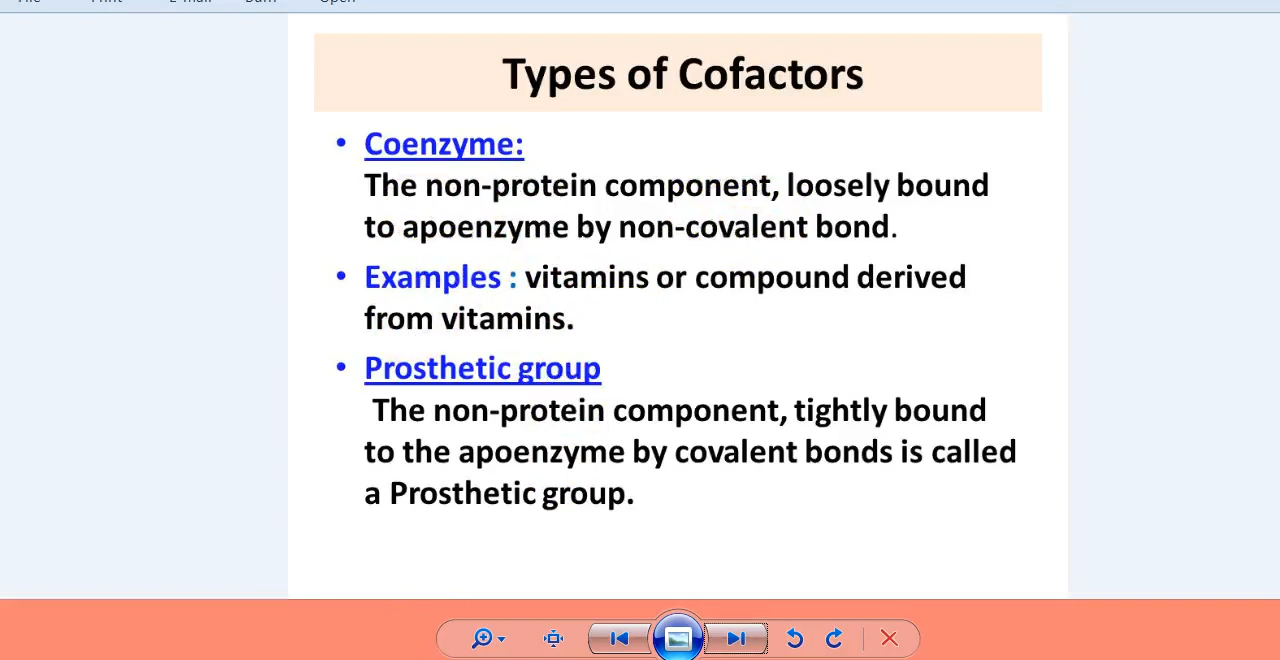 Types of Cofactors
• Coenzyme:
The non-protein component, loosely bound
to apoenzyme by non-covalent bond.
• Examples : vitamins or compound derived
from vitamins.
• Prosthetic group
The non-protein component, tightly bound
to the apoenzyme by covalent bonds is called
a Prosthetic group.